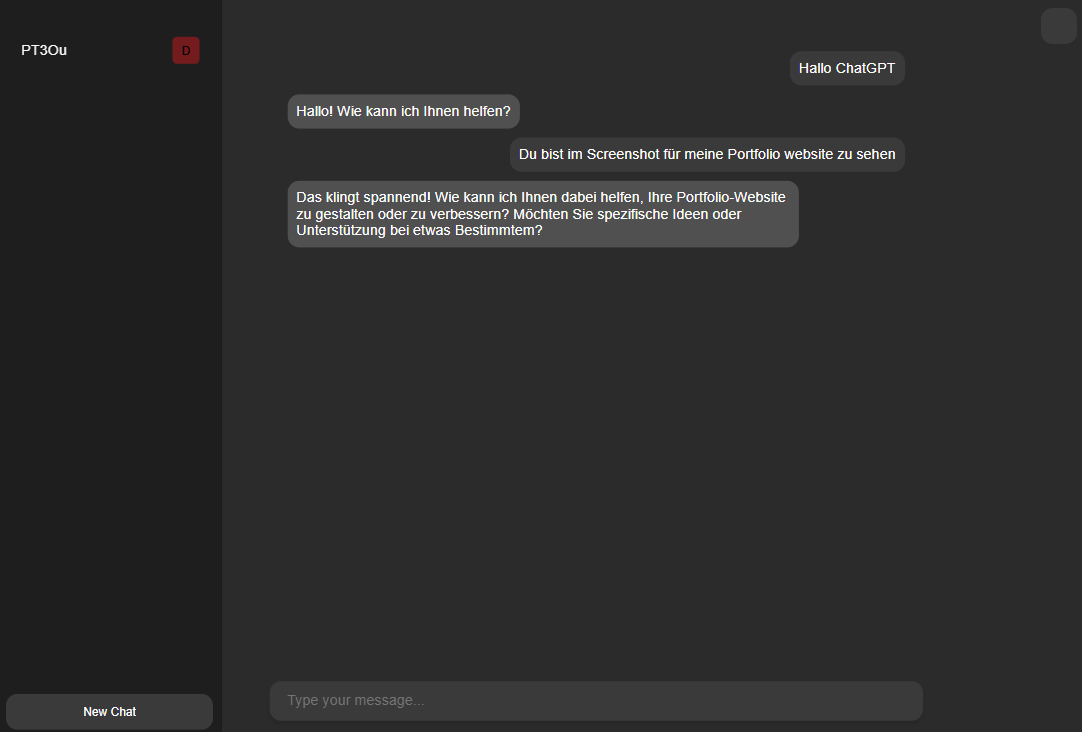 PT3Ou
D
Hallo ChatGPT
Hallo! Wie kann ich Ihnen helfen?
Du bist im Screenshot für meine Portfolio website zu sehen
Das klingt spannend! Wie kann ich Ihnen dabei helfen, Ihre Portfolio-Website
zu gestalten oder zu verbessern? Möchten Sie spezifische Ideen oder
Unterstützung bei etwas Bestimmtem?
Type your message...
New Chat